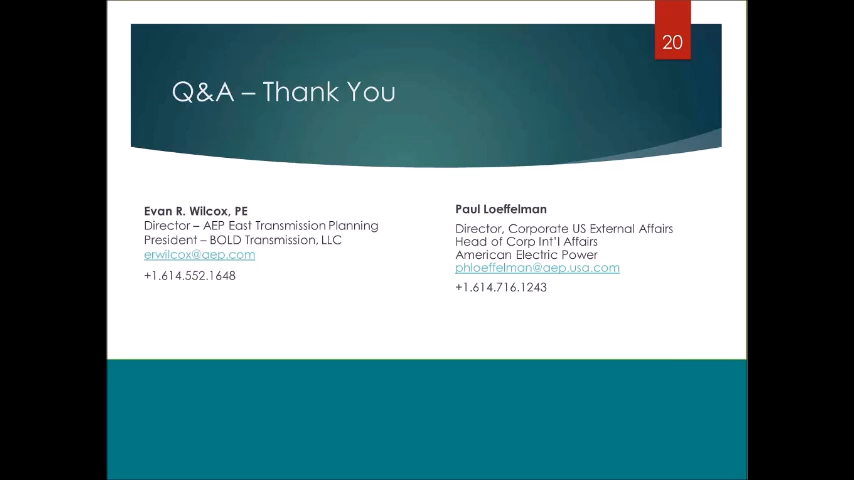 20
Q&A – Thank You
Evan R. Wilcox, PE
Director – AEP East Transmission Planning
President – BOLD Transmission, LLC
erwilcox@aep.com
+1.614.552.1648
Paul Loeffelman
Director, Corporate US External Affairs
Head of Corp Int'l Affairs
American Electric Power
phloeffelman@aep.usa.com
+1.614.716.1243